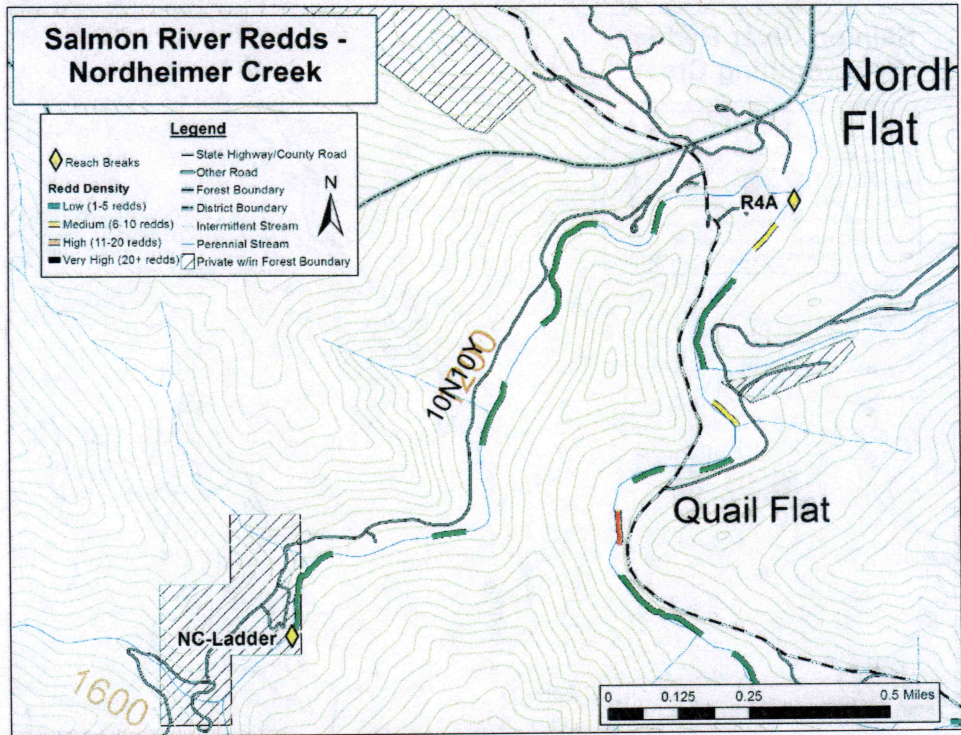 Salmon River Redds -
Nordheimer Creek
Legend
Reach Breaks
Redd Density
Low (1-5 redds)
Medium (6-10 redds)
High (11-20 redds)
Very High (20+ redds)
State Highway/County Road
Other Road
Forest Boundary
District Boundary
Intermittent Stream
Perennial Stream
Private w/in Forest Boundary
N
Nordh
Flat
R4A
10N10Y
1200
Quail Flat
NC-Ladder
1600
0 0.125 0.25 0.5 Miles